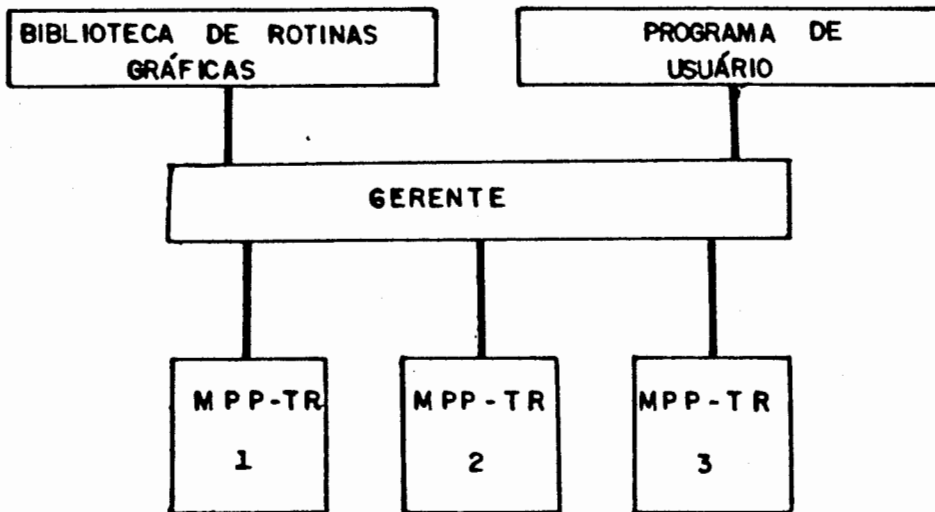 BIBLIOTECA DE ROTINAS
GRÁFICAS
PROGRAMA DE
USUÁRIO
GERENTE
MPP-TR
1
MPP-TR
2
MPP-TR
3